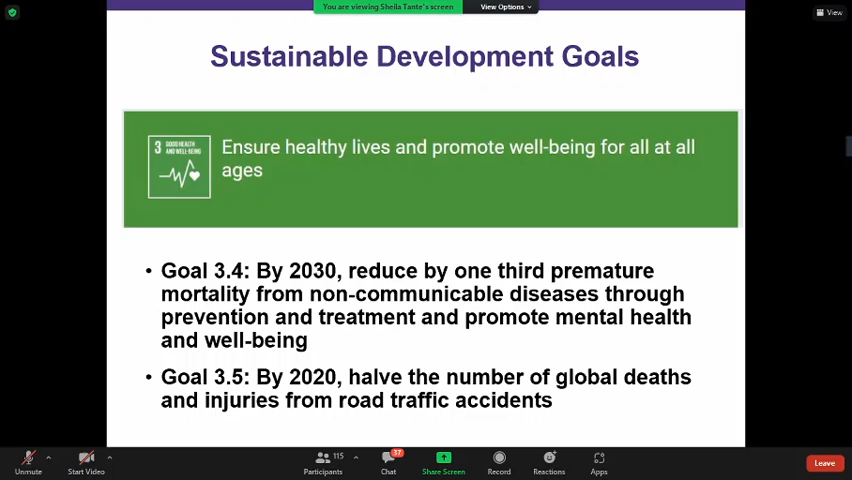 You are viewing Sheila Tante's screen
View Options
View
Sustainable Development Goals
3 GOOD HEALTH
AND WELL-BEING
Ensure healthy lives and promote well-being for all at all
ages
• Goal 3.4: By 2030, reduce by one third premature
mortality from non-communicable diseases through
prevention and treatment and promote mental health
and well-being
• Goal 3.5: By 2020, halve the number of global deaths
and injuries from road traffic accidents
115
37
Unmute
Start Video
Participants
Chat
Share Screen
Record
Reactions
Apps
Leave